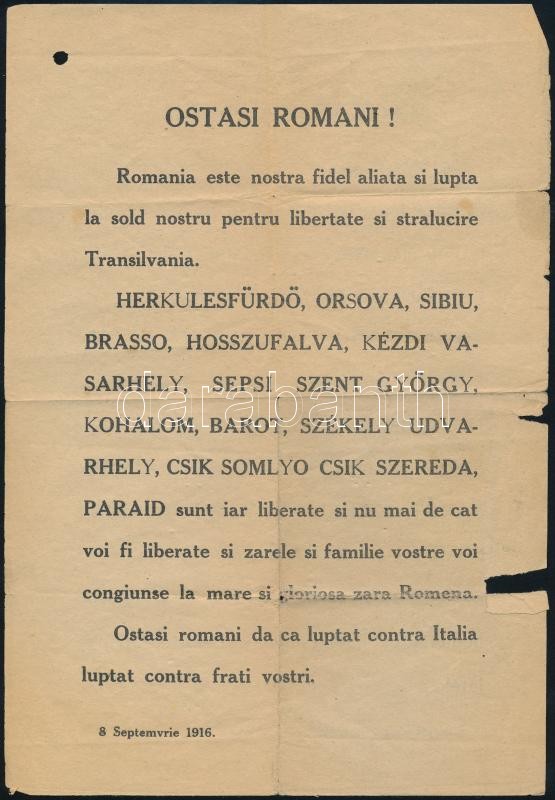 OSTASI ROMANI !
Romania este nostra fidel aliata si lupta
la sold nostru pentru libertate si stralucire
Transilvania.
HERKULESFÜRDÖ, ORSOVA, SIBIU,
BRASSO, HOSSZUFALVA, KÉZDI VA-
SARHELY, SEPSI SZENT GYÖRGY,
KOHALOM, BAROT, SZÉKELY UDVA-
RHELY, CSIK SOMLYO CSIK SZEREDA,
PARAID sunt iar liberate si nu mai de cat
voi fi liberate si zarele si familie vostre voi
congiunse la mare si gloriosa zara Romena.
Ostasi romani da ca luptat contra Italia
luptat contra frati vostri.
8 Septemvrie 1916.
darabanth